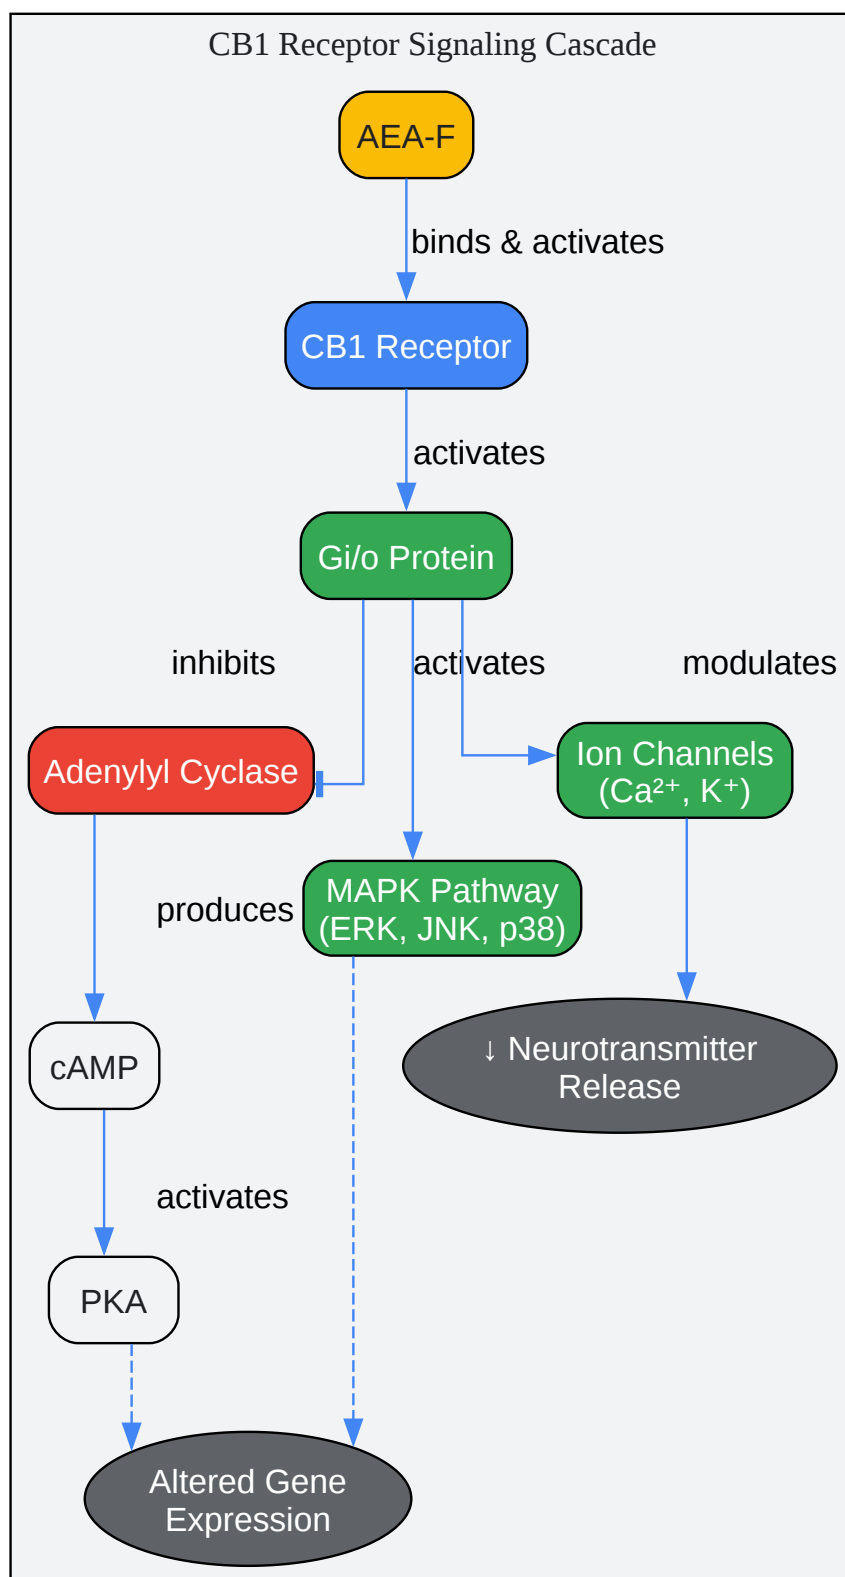 CB1 Receptor Signaling Cascade
AEA-F
binds & activates
CB1 Receptor
activates
Gi/o Protein
inhibits
activates
modulates
Adenylyl Cyclase
Ion Channels
(Ca²⁺, K⁺)
produces
MAPK Pathway
(ERK, JNK, p38)
cAMP
↓ Neurotransmitter
Release
activates
PKA
Altered Gene
Expression